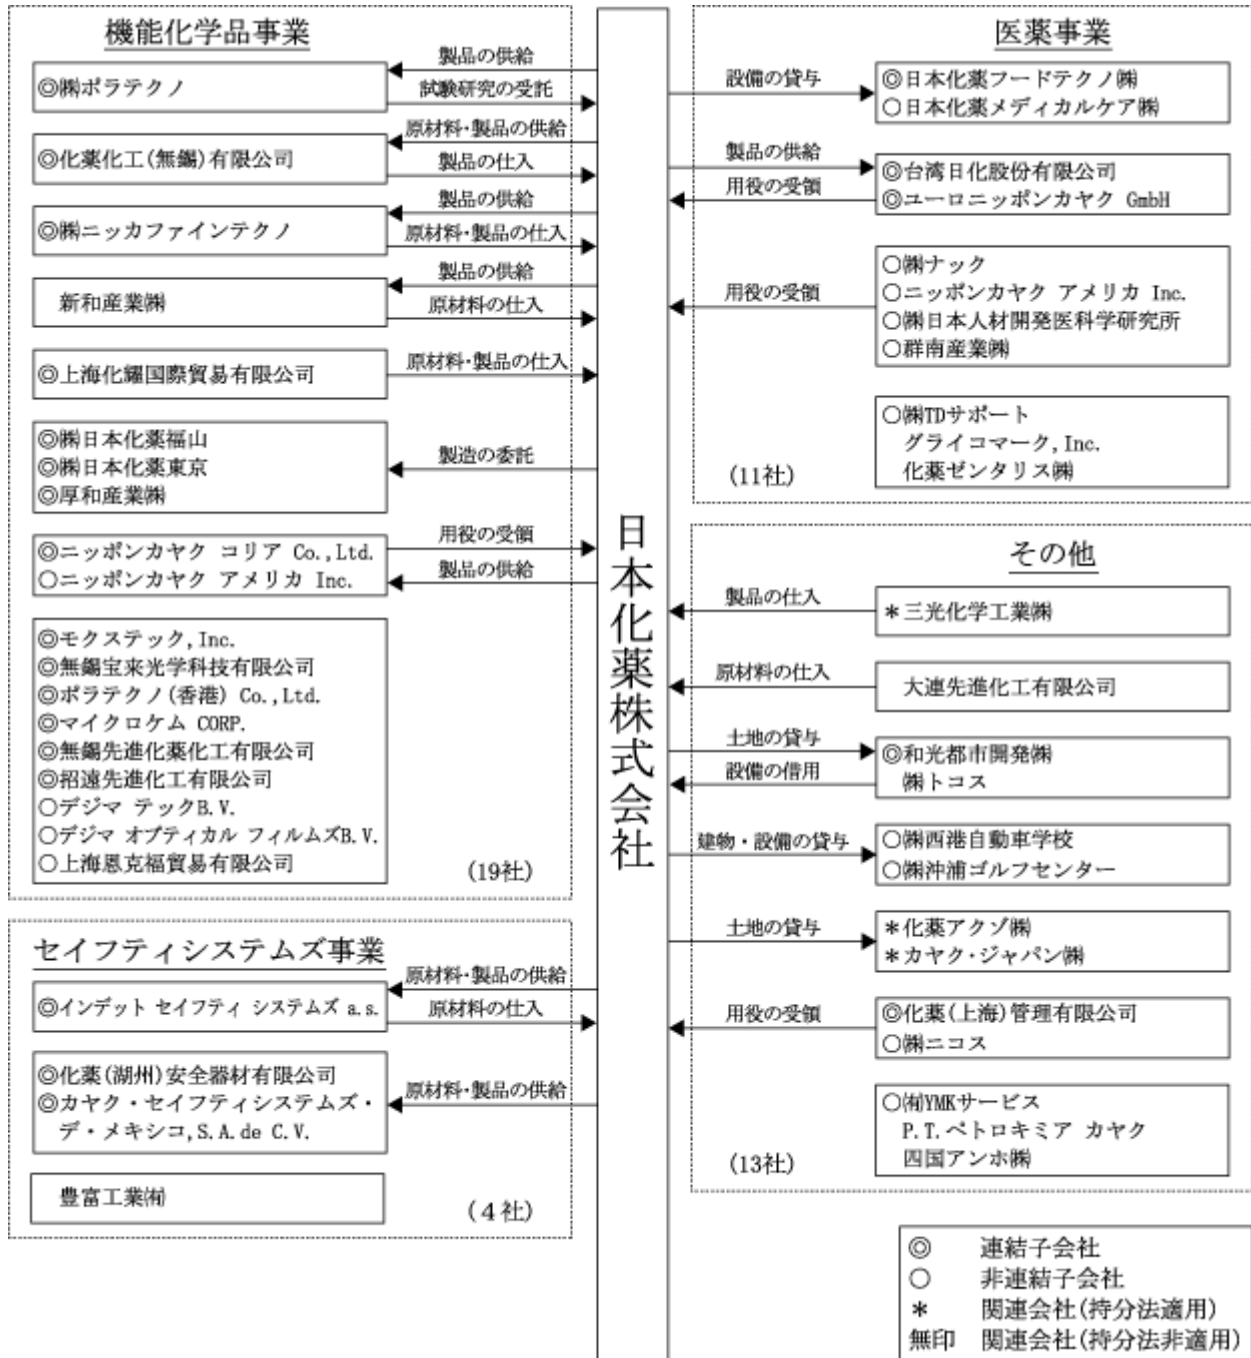 機能化学品事業
製品の供給
◎㈱ポラテクノ
試験研究の受託
原材料・製品の供給
◎化薬化工(無錫)有限公司
製品の仕入
製品の供給
◎㈱ニッカファインテクノ
原材料・製品の仕入
製品の供給
新和産業㈱
原材料の仕入
◎上海化耀国際貿易有限公司
原材料・製品の仕入
◎㈱日本化薬福山
◎㈱日本化薬東京
◎厚和産業㈱
製造の委託
◎ニッポンカヤク コリア Co.,Ltd.
○ニッポンカヤク アメリカ Inc.
用役の受領
製品の供給
◎モクステック,Inc.
◎無錫宝来光学科技有限公司
◎ポラテクノ(香港) Co.,Ltd.
◎マイクロケム CORP.
◎無錫先進化薬化工有限公司
◎招遠先進化工有限公司
○デジマ テックB.V.
○デジマ オプティカル フィルムズB.V.
○上海恩克福貿易有限公司
(19社)
セイフティシステムズ事業
原材料・製品の供給
◎インデット セイフティ システムズ a.s.
原材料の仕入
◎化薬(湖州)安全器材有限公司
◎カヤク・セイフティシステムズ・
デ・メキシコ,S.A.de C.V.
原材料・製品の供給
豊富工業㈲
(4社)
日本化薬株式会社
医薬事業
設備の貸与
◎日本化薬フードテクノ㈱
○日本化薬メディカルケア㈱
製品の供給
用役の受領
◎台湾日化股份有限公司
◎ユーロニッポンカヤク GmbH
用役の受領
○㈱ナック
○ニッポンカヤク アメリカ Inc.
○㈱日本人材開発医科学研究所
○群南産業㈱
○㈱TDサポート
グライコマーク,Inc.
化薬ゼンタリス㈱
(11社)
その他
製品の仕入
*三光化学工業㈱
原材料の仕入
大連先進化工有限公司
土地の貸与
設備の借用
◎和光都市開発㈱
㈱トコス
建物・設備の貸与
○㈱西港自動車学校
○㈱沖浦ゴルフセンター
土地の貸与
*化薬アクゾ㈱
*カヤク・ジャパン㈱
用役の受領
◎化薬(上海)管理有限公司
○㈱ニコス
○㈲YMKサービス
P.T.ペトロキミア カヤク
四国アンホ㈱
(13社)
◎ 連結子会社
○ 非連結子会社
* 関連会社(持分法適用)
無印 関連会社(持分法非適用)